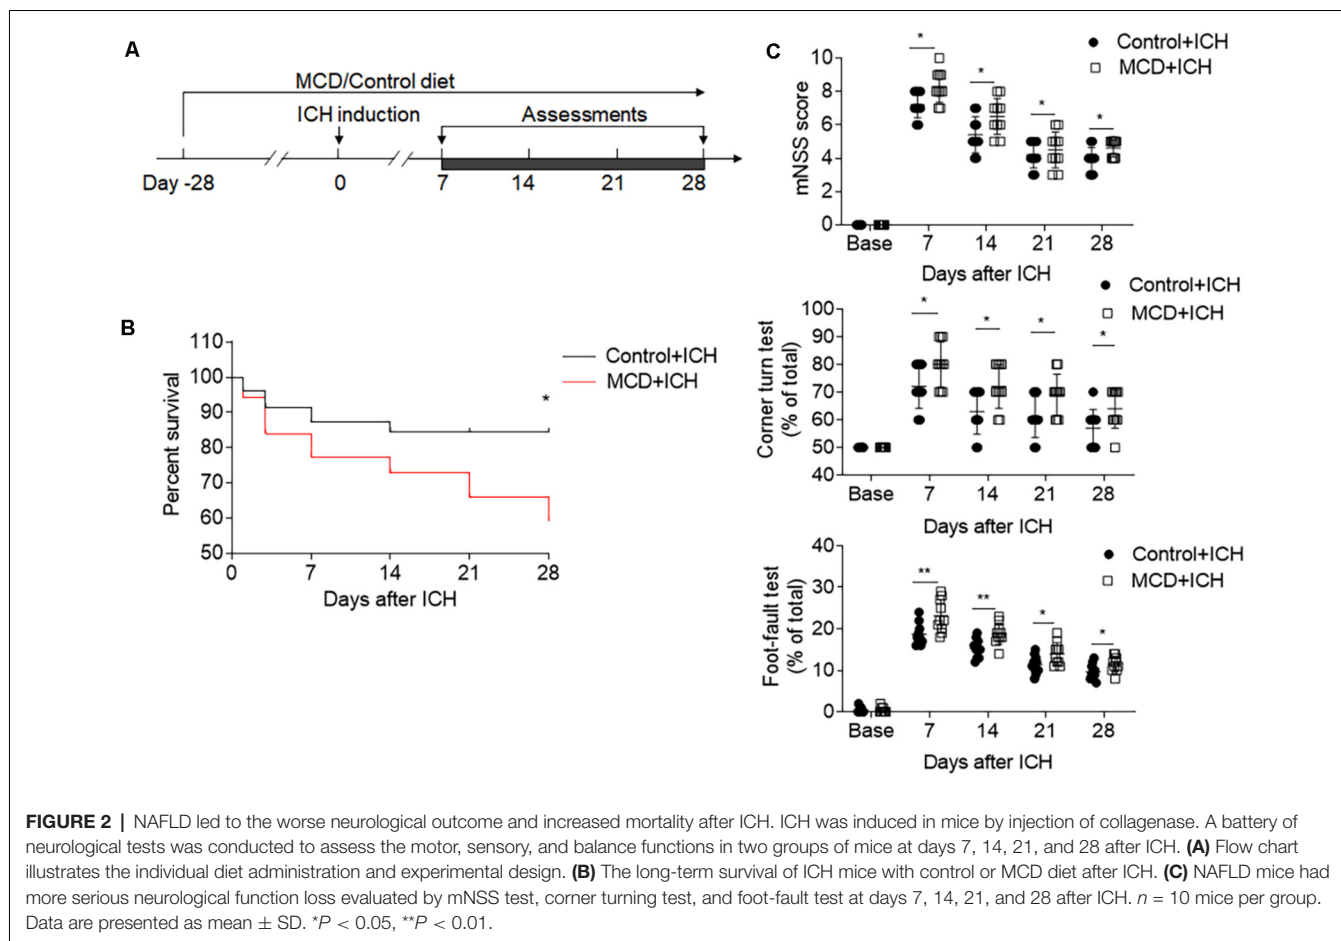 A
MCD/Control diet
ICH induction
Assessments
Day -28
0
7
14
21
28
B
110
100
90
80
70
60
50
Percent survival
0
7
14
21
28
Days after ICH
Control+ICH
MCD+ICH
*
C
Control+ICH
MCD+ICH
10
8
6
4
2
0
mNSS score
*
*
*
*
Base
7
14
21
28
Days after ICH
Control+ICH
MCD+ICH
100
90
80
70
60
50
40
Corner turn test
(% of total)
*
*
*
*
Base
7
14
21
28
Days after ICH
Control+ICH
MCD+ICH
40
30
20
10
0
Foot-fault test
(% of total)
**
**
*
*
Base
7
14
21
28
Days after ICH
FIGURE 2 | NAFLD led to the worse neurological outcome and increased mortality after ICH. ICH was induced in mice by injection of collagenase. A battery of
neurological tests was conducted to assess the motor, sensory, and balance functions in two groups of mice at days 7, 14, 21, and 28 after ICH. (A) Flow chart
illustrates the individual diet administration and experimental design. (B) The long-term survival of ICH mice with control or MCD diet after ICH. (C) NAFLD mice had
more serious neurological function loss evaluated by mNSS test, corner turning test, and foot-fault test at days 7, 14, 21, and 28 after ICH. n = 10 mice per group.
Data are presented as mean ± SD. *P < 0.05, **P < 0.01.